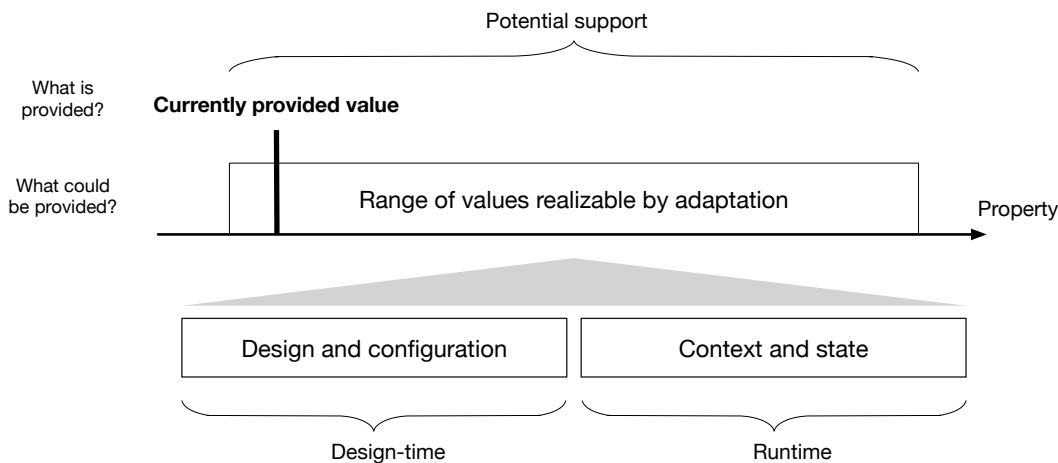 Potential support
What is
provided?
Currently provided value
What could
be provided?
Range of values realizable by adaptation
Property
Design and configuration
Context and state
Design-time
Runtime